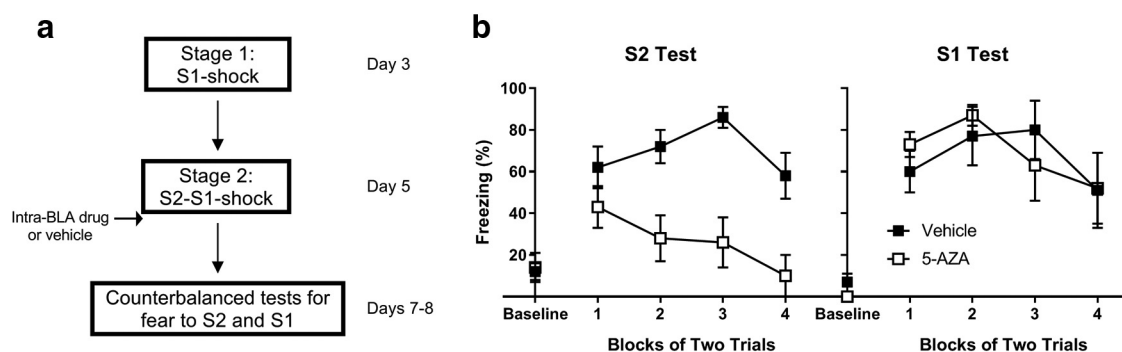 a
Stage 1:
S1-shock
Day 3
Stage 2:
S2-S1-shock
Day 5
Intra-BLA drug
or vehicle
Counterbalanced tests for
fear to S2 and S1
Days 7-8
b
S2 Test
S1 Test
Freezing (%)
100
80
60
40
20
Vehicle
5-AZA
Baseline 1 2 3 4
Baseline 1 2 3 4
Blocks of Two Trials
Blocks of Two Trials